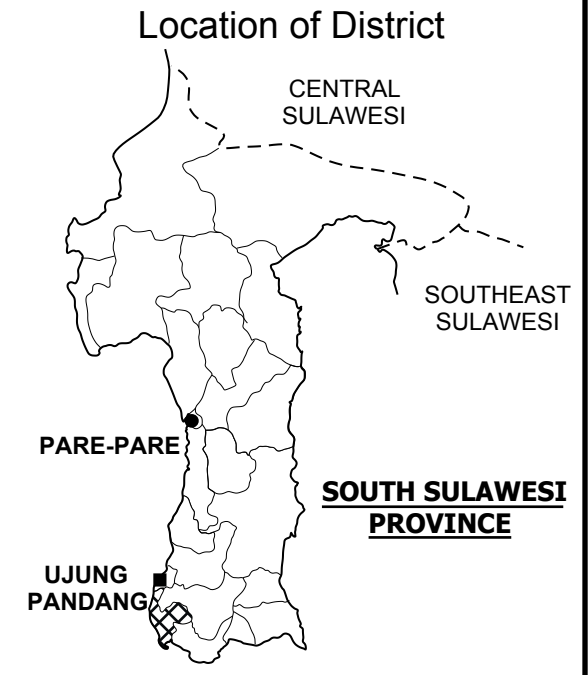 Location of District
CENTRAL
SULAWESI
SOUTHEAST
SULAWESI
PARE-PARE
SOUTH SULAWESI
PROVINCE
UJUNG
PANDANG